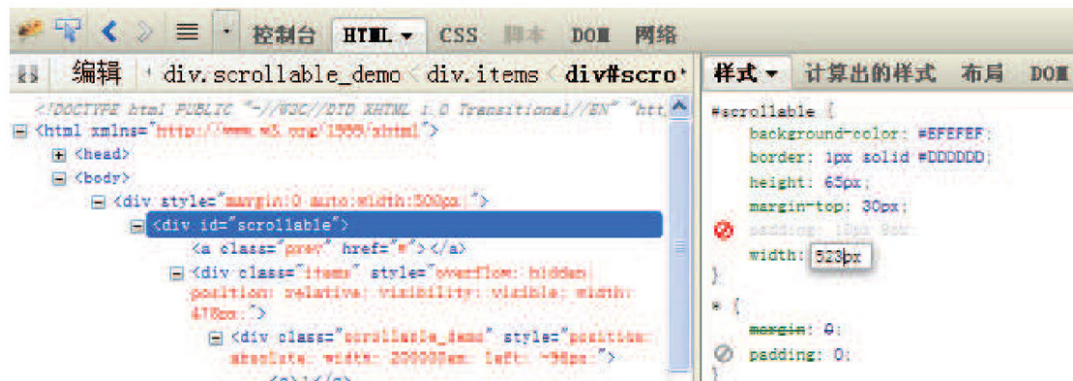 控制台 HTML CSS 脚本 DOM 网络
编辑 div.scrollable_demo < div.items < div#scro
样式 计算出的样式 布局 DOM
<!DOCTYPE html PUBLIC "-//W3C//DTD XHTML 1.0 Transitional//EN" "htt
<html xmlns="http://www.w3.org/1999/xhtml">
<head>
<body>
<div style="margin:0 auto;width:500px;">
<div id="scrollable">
<a class="prev" href="#"></a>
<div class="items" style="overflow: hidden;
position: relative; visibility: visible; width:
478px;">
<div class="scrollable_demo" style="position:
absolute; width: 200000em; left: -96px;">
<a>1</a>
#scrollable {
background-color: #EFEFEF;
border: 1px solid #DDDDDD;
height: 65px;
margin-top: 30px;
width: 523px
}
* {
margin: 0;
padding: 0;
}